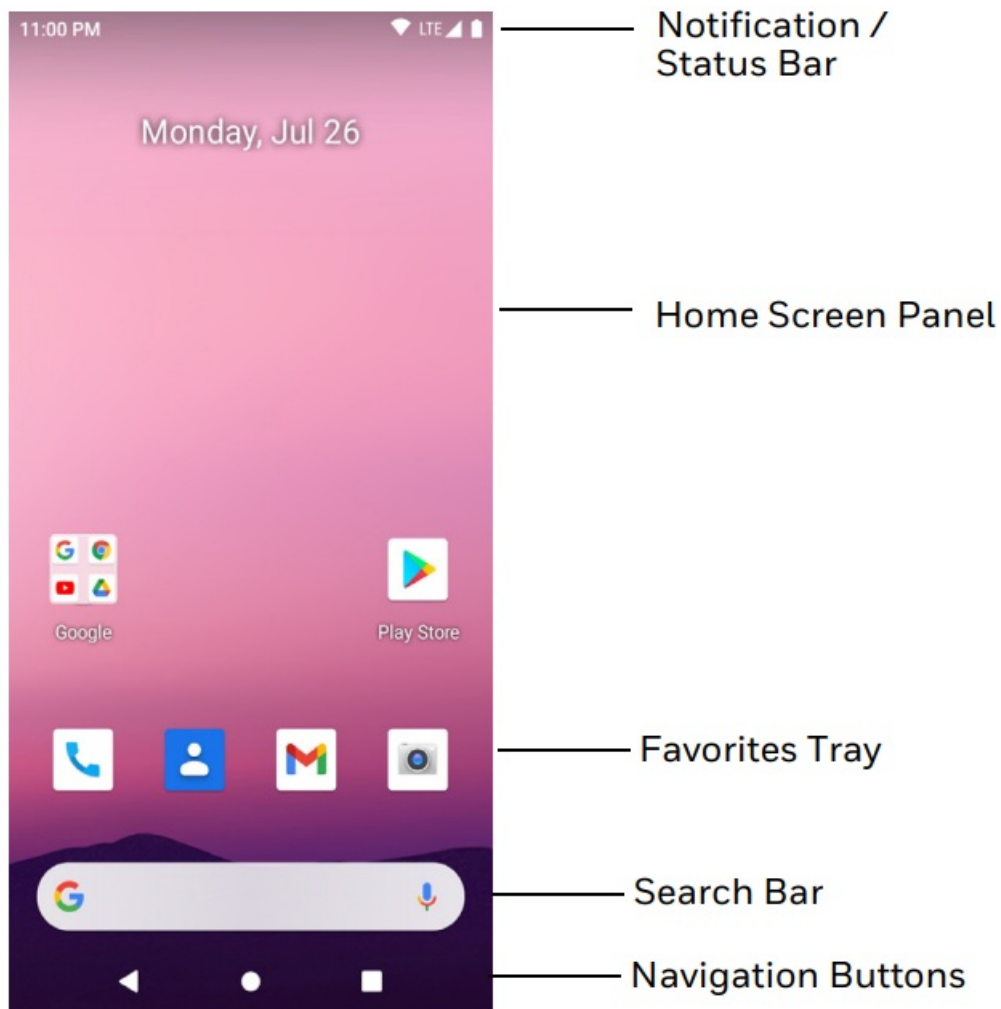 11:00 PM LTE
Notification /
Status Bar
Monday, Jul 26
Home Screen Panel
Google Play Store
Favorites Tray
G Search Bar
Navigation Buttons